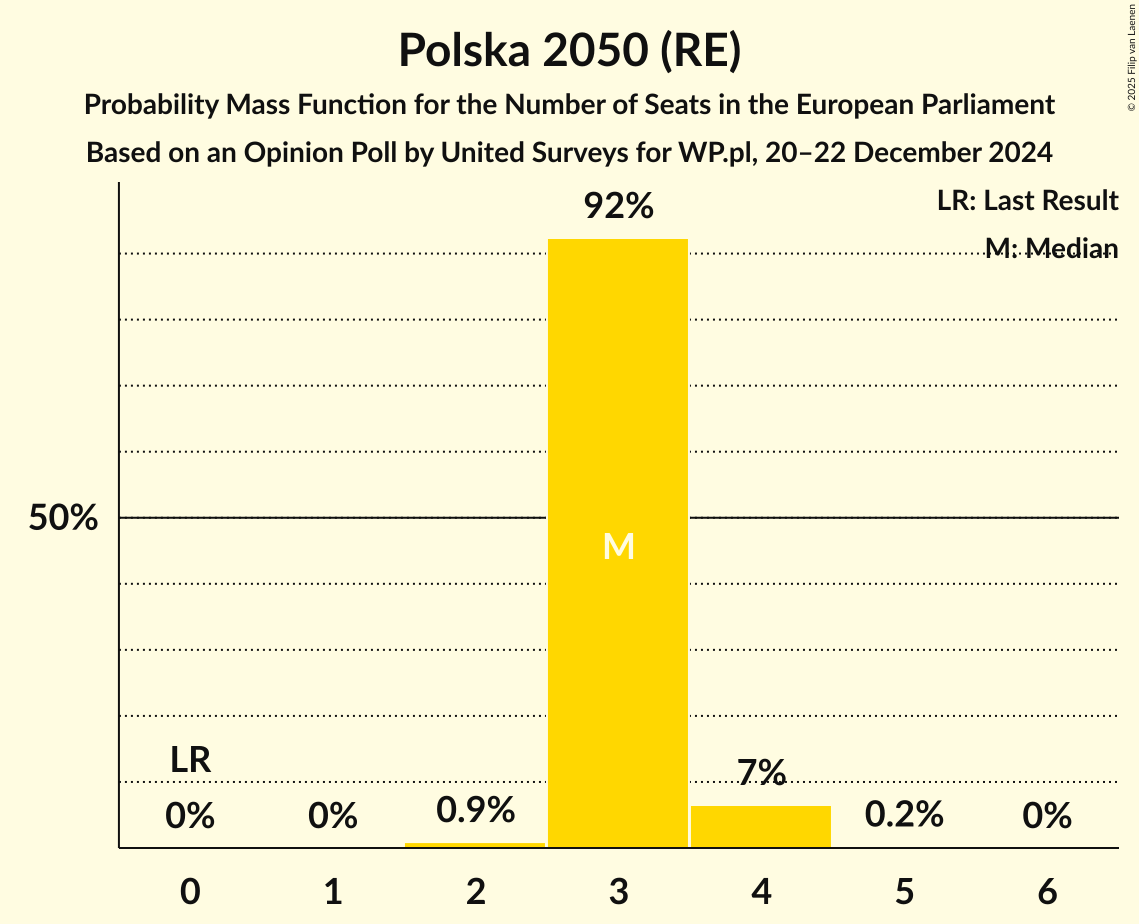 Polska 2050 (RE)
Probability Mass Function for the Number of Seats in the European Parliament
Based on an Opinion Poll by United Surveys for WP.pl, 20–22 December 2024
© 2025 Filip van Laenen
LR: Last Result
M: Median
92%
50%
M
LR
0%
0%
0.9%
7%
0.2%
0%
0 1 2 3 4 5 6